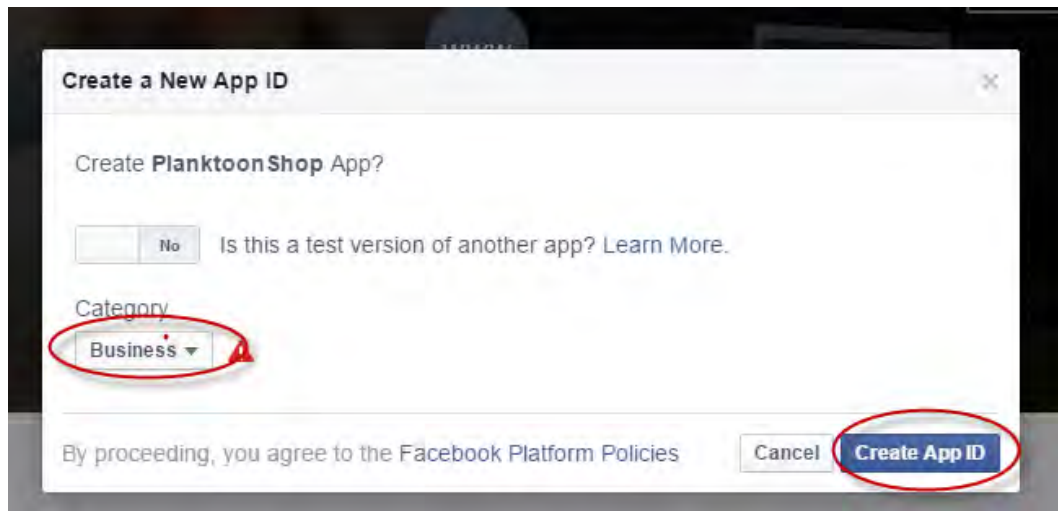 Create a New App ID
Create PlanktoonShop App?
No Is this a test version of another app? Learn More.
Category
Business
By proceeding, you agree to the Facebook Platform Policies Cancel Create App ID